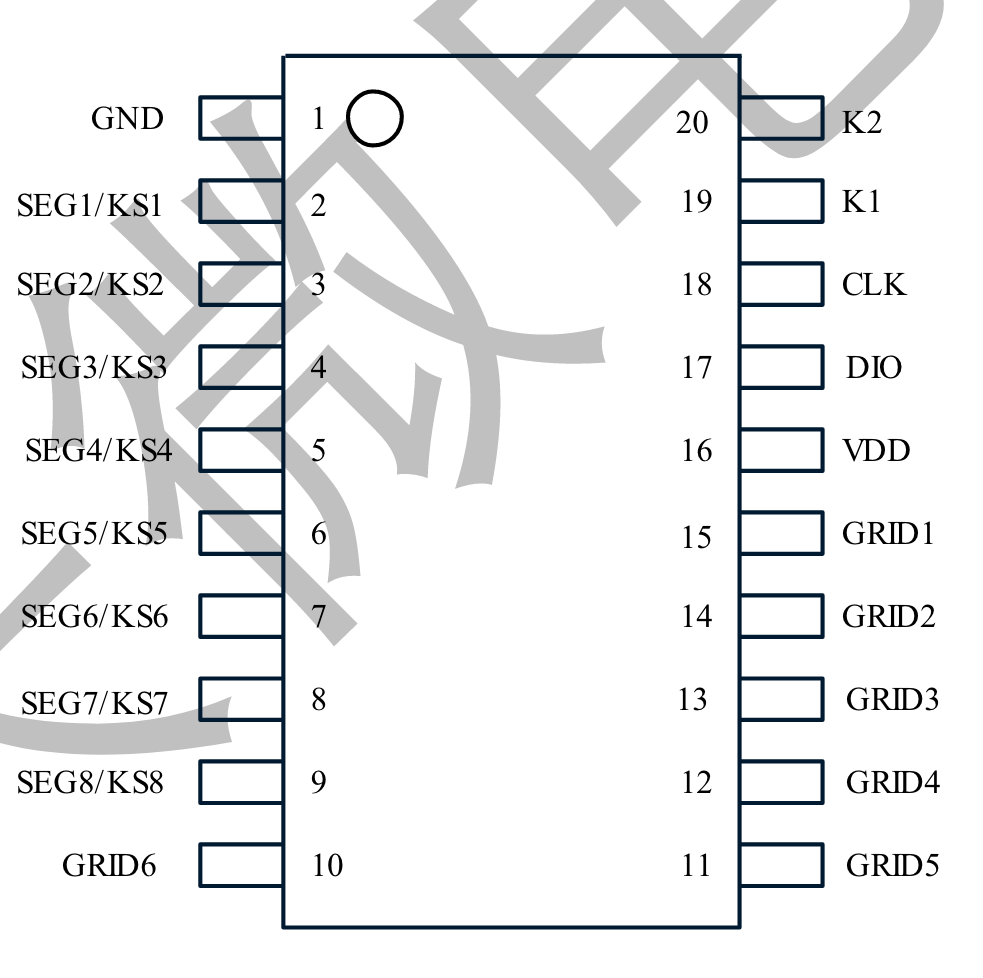 GND 1 20 K2
SEG1/KS1 2 19 K1
SEG2/KS2 3 18 CLK
SEG3/KS3 4 17 DIO
SEG4/KS4 5 16 VDD
SEG5/KS5 6 15 GRID1
SEG6/KS6 7 14 GRID2
SEG7/KS7 8 13 GRID3
SEG8/KS8 9 12 GRID4
GRID6 10 11 GRID5
微